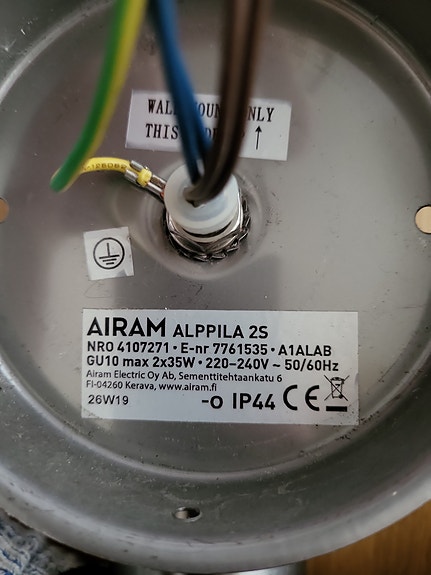 WALL MOUNT ONLY
THIS ↑
AIRAM ALPPILA 2S
NRO 4107271 • E-nr 7761535 • A1ALAB
GU10 max 2x35W • 220-240V ~ 50/60Hz
Airam Electric Oy Ab, Sementtitehtaankatu 6
FI-04260 Kerava, www.airam.fi
26W19
IP44 CE